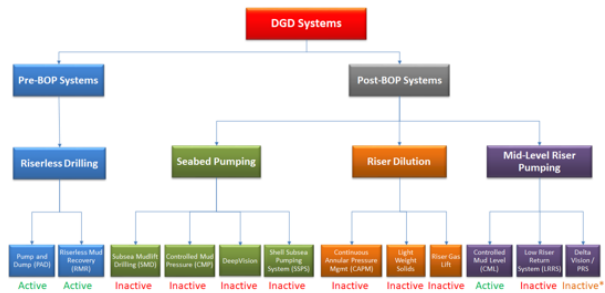 DGD Systems
Pre-BOP Systems
Post-BOP Systems
Riserless Drilling
Seabed Pumping
Riser Dilution
Mid-Level Riser
Pumping
Pump and
Dump (PAD)
Riserless Mud
Recovery
(RMR)
Subsea Mudlift
Drilling (SMD)
Controlled Mud
Pressure (CMP)
DeepVision
Shell Subsea
Pumping
System (SSPS)
Continuous
Annular Pressure
Mgmt (CAPM)
Light
Weight
Solids
Riser Gas
Lift
Controlled
Mud Level
(CML)
Low Riser
Return
System (LRRS)
Delta
Vision /
PRS
Active
Active
Inactive
Inactive
Inactive
Inactive
Inactive
Inactive
Inactive
Active
Inactive
Inactive*